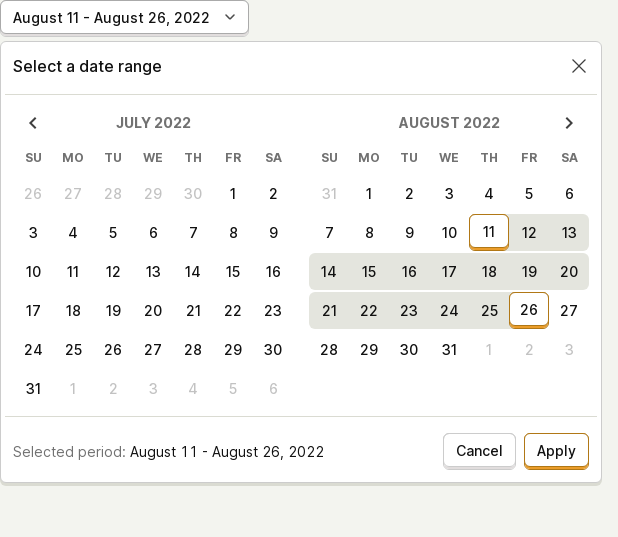 August 11 - August 26, 2022
Select a date range
JULY 2022
SU MO TU WE TH FR SA
26 27 28 29 30 1 2
3 4 5 6 7 8 9
10 11 12 13 14 15 16
17 18 19 20 21 22 23
24 25 26 27 28 29 30
31 1 2 3 4 5 6
AUGUST 2022
SU MO TU WE TH FR SA
31 1 2 3 4 5 6
7 8 9 10 11 12 13
14 15 16 17 18 19 20
21 22 23 24 25 26 27
28 29 30 31 1 2 3
Selected period: August 11 - August 26, 2022
Cancel Apply